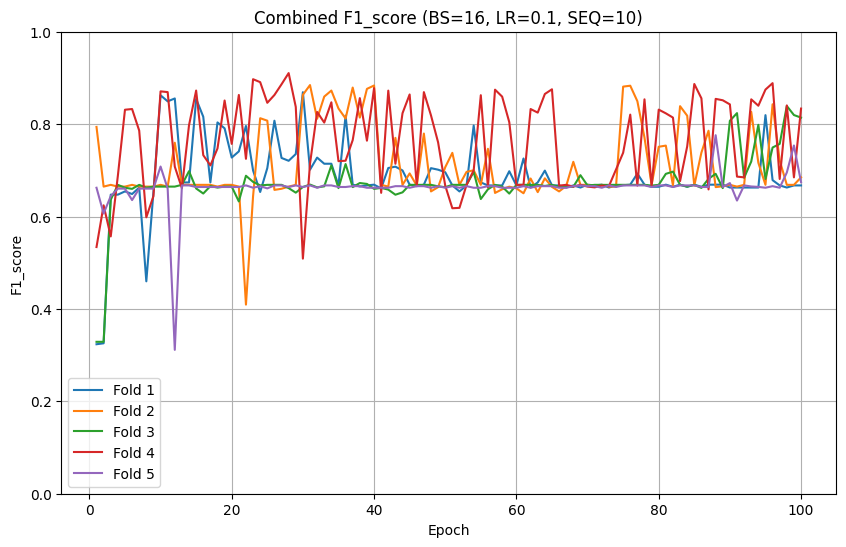 Combined F1_score (BS=16, LR=0.1, SEQ=10)
F1_score
1.0
0.8
0.6
0.4
0.2
0.0
Fold 1
Fold 2
Fold 3
Fold 4
Fold 5
0
20
40
60
80
100
Epoch